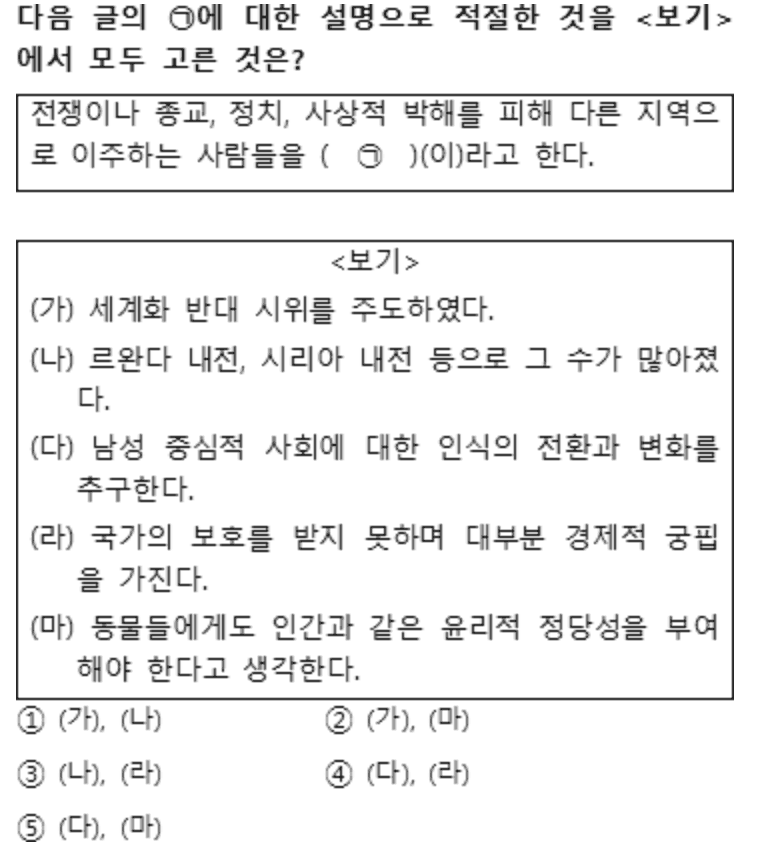 다음 글의 ㉠에 대한 설명으로 적절한 것을 <보기>
에서 모두 고른 것은?
전쟁이나 종교, 정치, 사상적 박해를 피해 다른 지역으
로 이주하는 사람들을 ( ㉠ )(이)라고 한다.
<보기>
(가) 세계화 반대 시위를 주도하였다.
(나) 르완다 내전, 시리아 내전 등으로 그 수가 많아졌
다.
(다) 남성 중심적 사회에 대한 인식의 전환과 변화를
추구한다.
(라) 국가의 보호를 받지 못하며 대부분 경제적 궁핍
을 가진다.
(마) 동물들에게도 인간과 같은 윤리적 정당성을 부여
해야 한다고 생각한다.
① (가), (나) ② (가), (마)
③ (나), (라) ④ (다), (라)
⑤ (다), (마)